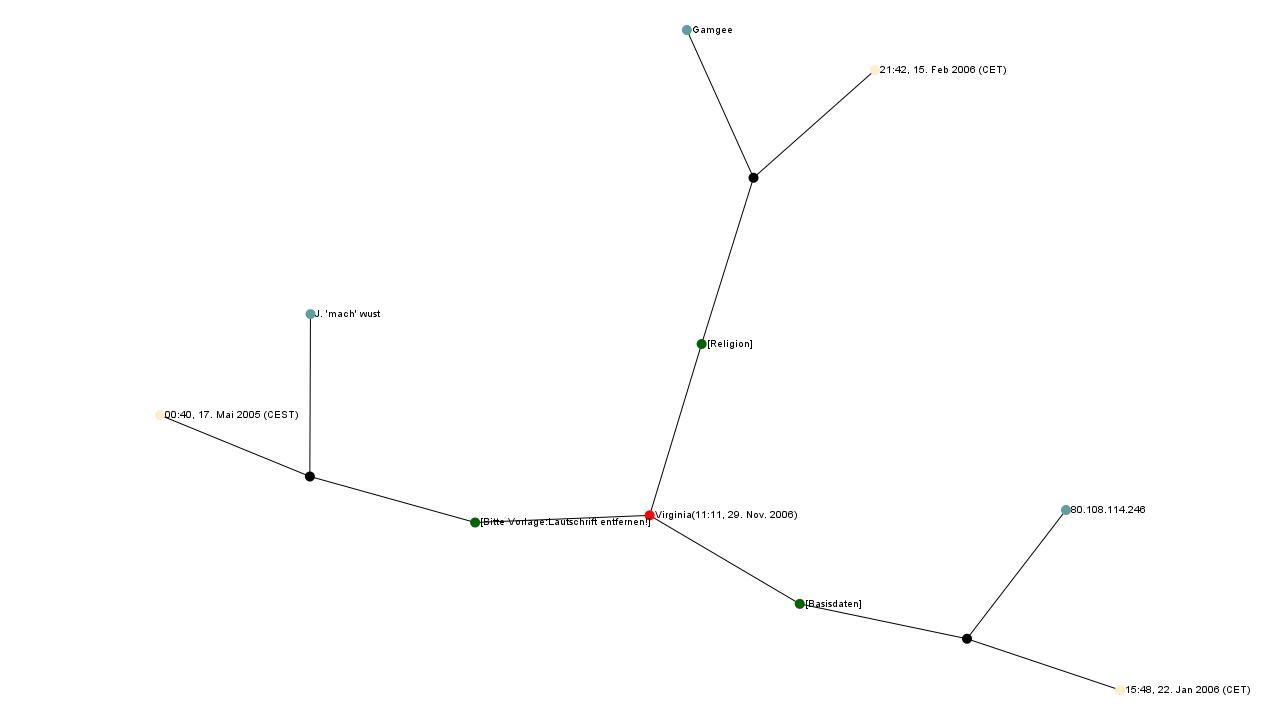 Gamgee
21:42, 15. Feb 2006 (CET)
J. 'mach' wust
[Religion]
00:40, 17. Mai 2005 (CEST)
80.108.114.246
Virginia(11:11, 29. Nov. 2006)
[Bitte Vorlage:Lautschrift entfernen!]
[Basisdaten]
15:48, 22. Jan 2006 (CET)